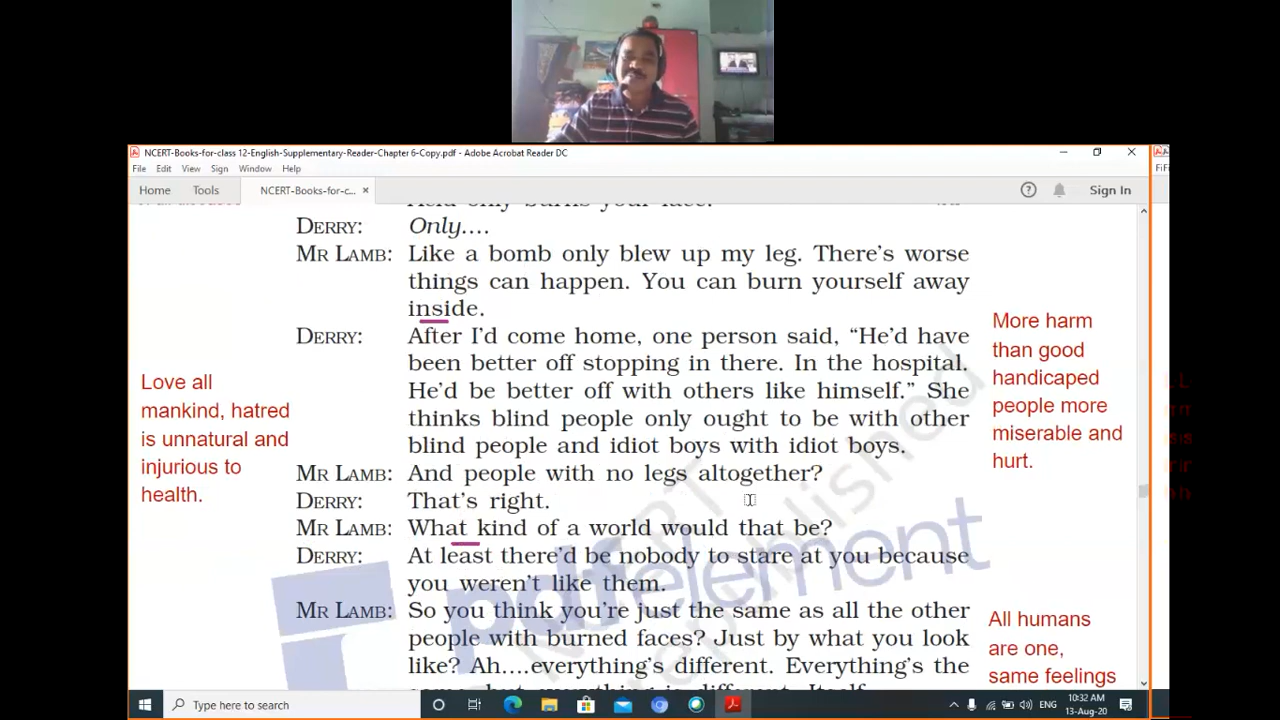 NCERT-Books-for-class 12-English-Supplementary-Reader-Chapter 6-Copy.pdf - Adobe Acrobat Reader DC
File Edit View Sign Window Help
Home Tools NCERT-Books-for-c... × Sign In
DERRY: Only....
MR LAMB: Like a bomb only blew up my leg. There's worse
things can happen. You can burn yourself away
inside.
DERRY: After I'd come home, one person said, “He'd have
been better off stopping in there. In the hospital.
He'd be better off with others like himself.” She
thinks blind people only ought to be with other
blind people and idiot boys with idiot boys.
MR LAMB: And people with no legs altogether?
DERRY: That's right.
MR LAMB: What kind of a world would that be?
DERRY: At least there'd be nobody to stare at you because
you weren't like them.
MR LAMB: So you think you're just the same as all the other
people with burned faces? Just by what you look
like? Ah....everything's different. Everything's the
Love all
mankind, hatred
is unnatural and
injurious to
health.
More harm
than good
handicaped
people more
miserable and
hurt.
All humans
are one,
same feelings
pdfelement
Type here to search
ENG
10:32 AM
13-Aug-20